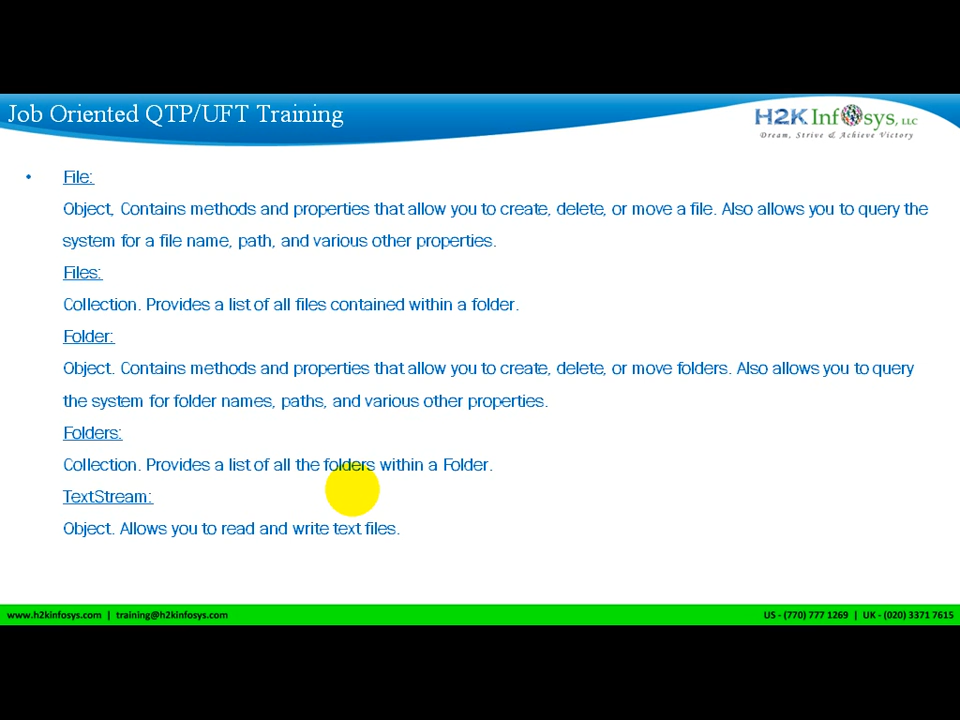 Job Oriented QTP/UFT Training
H2K Infosys, LLC
Dream, Strive & Achieve Victory
• File:
Object, Contains methods and properties that allow you to create, delete, or move a file. Also allows you to query the
system for a file name, path, and various other properties.
Files:
Collection. Provides a list of all files contained within a folder.
Folder:
Object. Contains methods and properties that allow you to create, delete, or move folders. Also allows you to query
the system for folder names, paths, and various other properties.
Folders:
Collection. Provides a list of all the folders within a Folder.
TextStream:
Object. Allows you to read and write text files.
www.h2kinfosys.com | training@h2kinfosys.com
US - (770) 777 1269 | UK - (020) 3371 7615